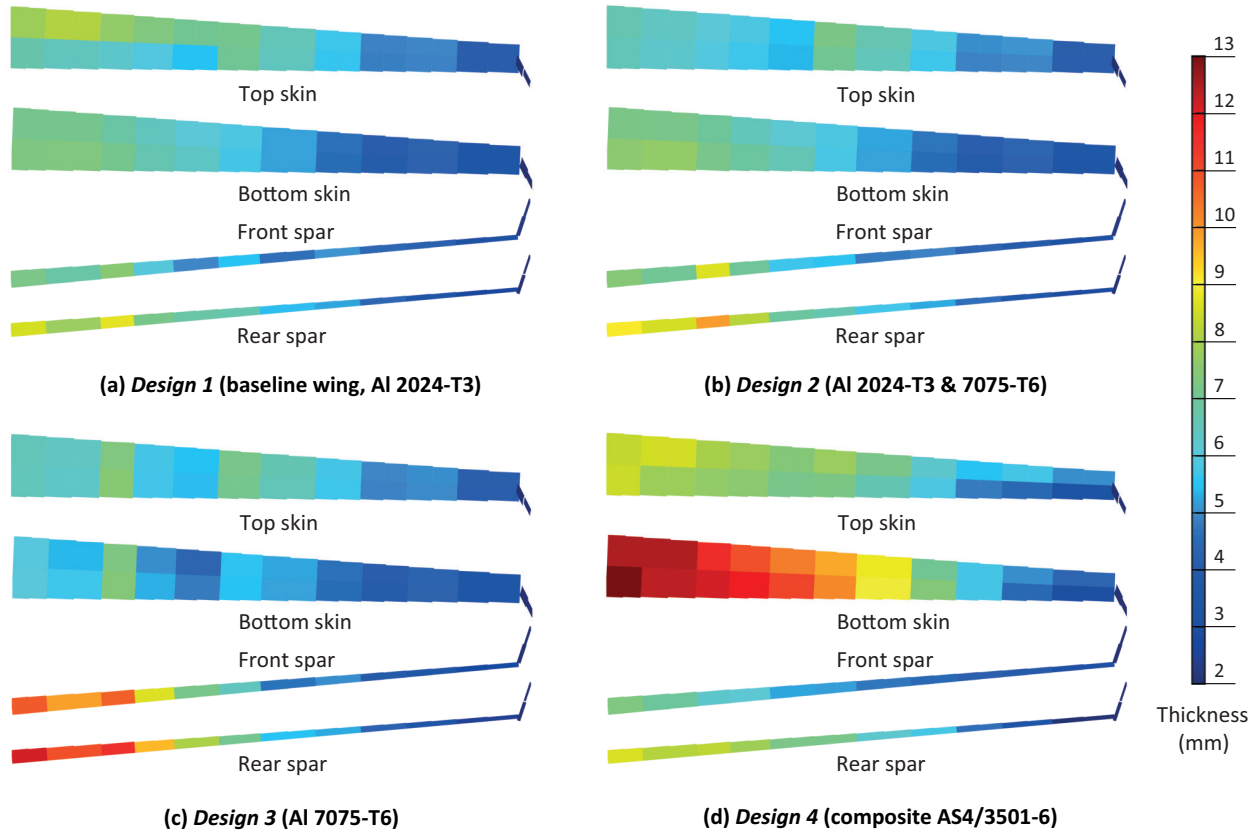 Top skin
Bottom skin
Front spar
Rear spar
(a) Design 1 (baseline wing, Al 2024-T3)
Top skin
Bottom skin
Front spar
Rear spar
(b) Design 2 (Al 2024-T3 & 7075-T6)
Top skin
Bottom skin
Front spar
Rear spar
(c) Design 3 (Al 7075-T6)
Top skin
Bottom skin
Front spar
Rear spar
(d) Design 4 (composite AS4/3501-6)
13
12
11
10
9
8
7
6
5
4
3
2
Thickness
(mm)